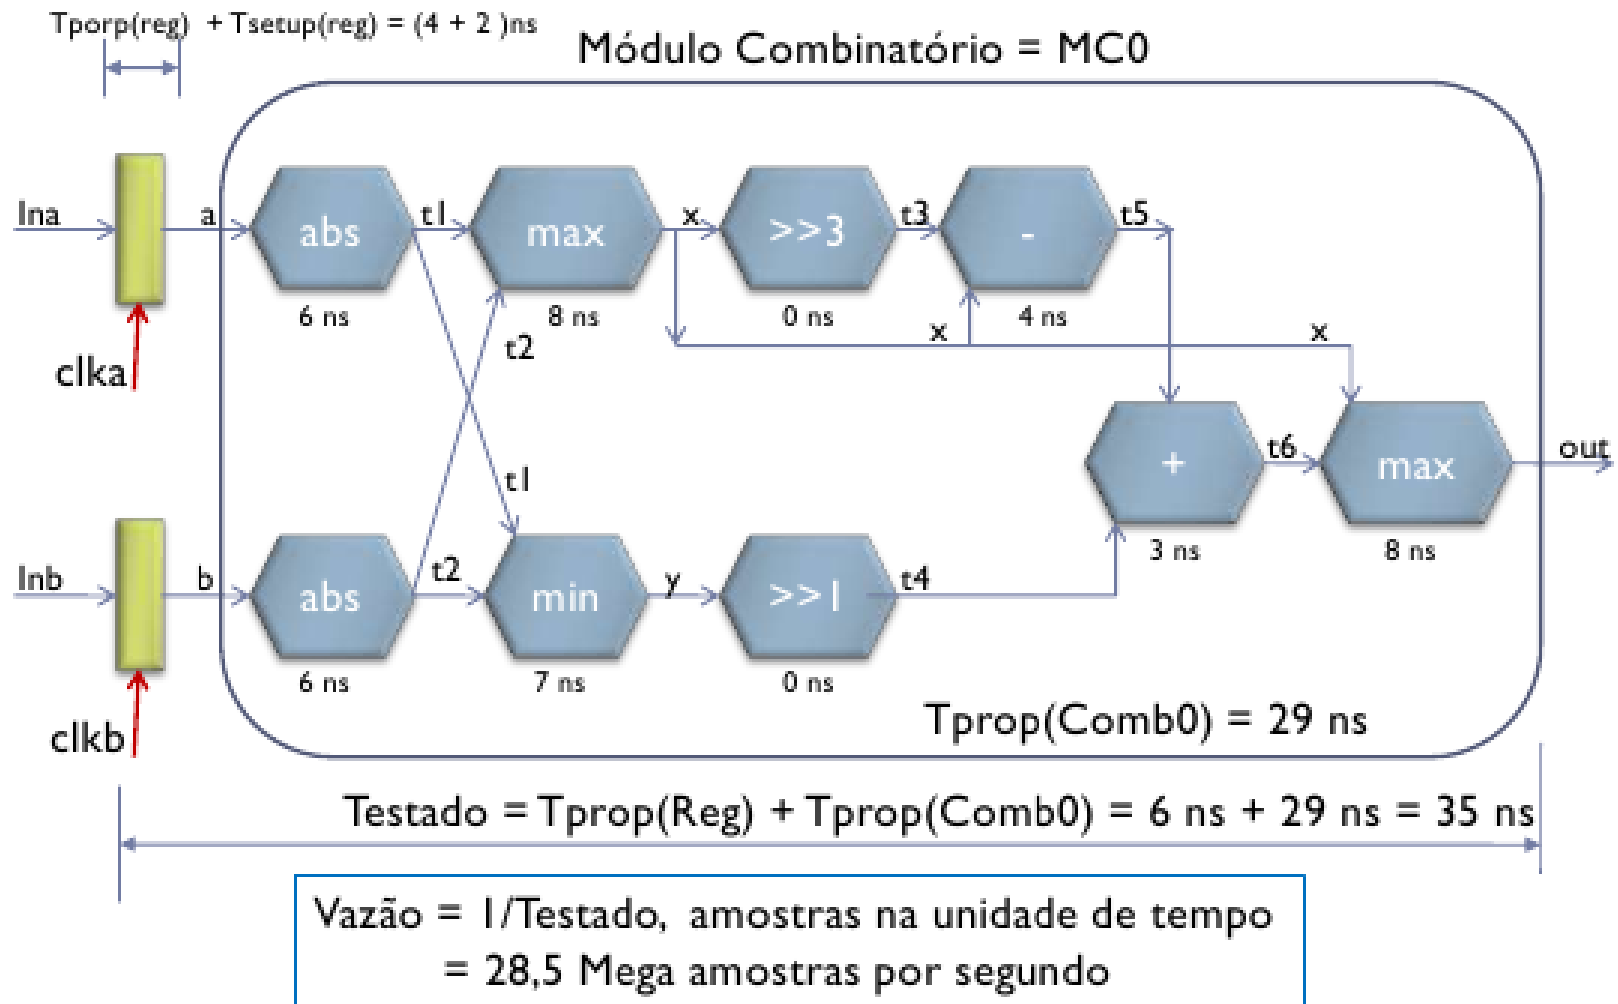 Tporp(reg) + Tsetup(reg) = (4 + 2 )ns
Módulo Combinatório = MC0
Ina
a
abs
6 ns
t1
max
8 ns
x
>>3
0 ns
t3
-
4 ns
t5
clka
t2
x
x
t1
+
3 ns
t6
max
8 ns
out
Inb
b
abs
6 ns
t2
min
7 ns
y
>>1
0 ns
t4
clkb
Tprop(Comb0) = 29 ns
Testado = Tprop(Reg) + Tprop(Comb0) = 6 ns + 29 ns = 35 ns
Vazão = 1/Testado, amostras na unidade de tempo
= 28,5 Mega amostras por segundo